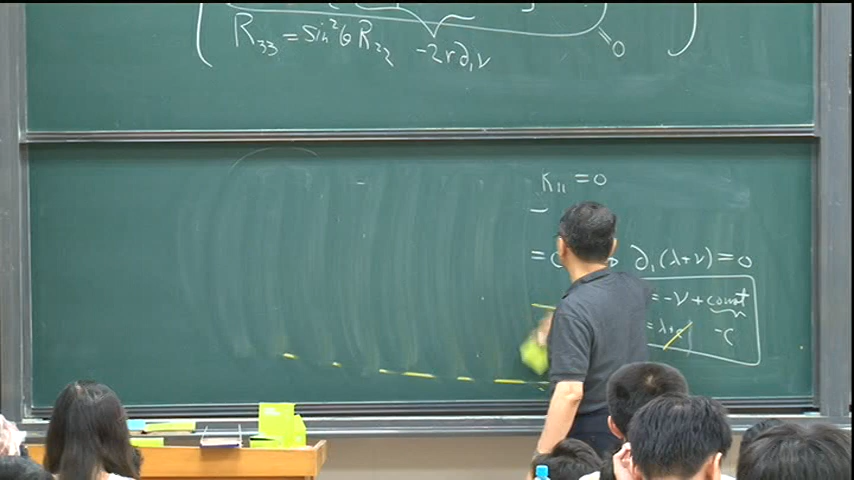 R₃₃ = sin²θ R₂₂ -2r∂₁ν
0
R₁₁ = 0
∂₁(λ+ν) = 0
= -ν + const
= λ+c -c